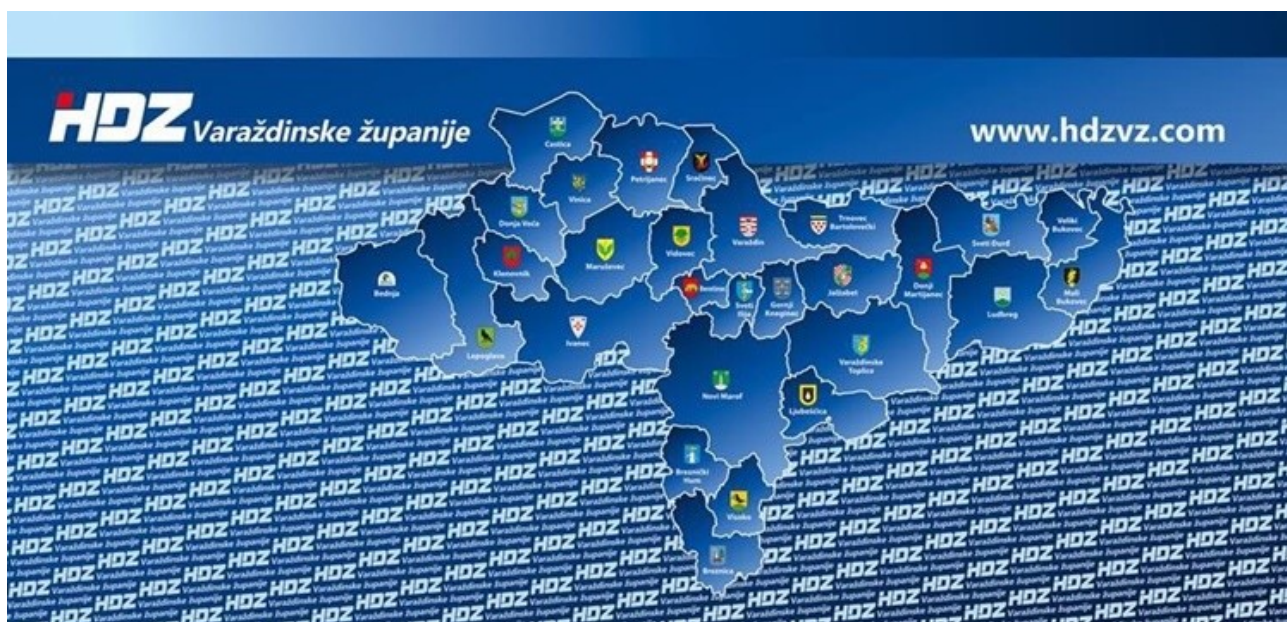 HDZ Varaždinske županije
www.hdzvz.com
Cestica
Petrijanec
Sračinec
Vinica
Donja Voća
Klenovnik
Maruševec
Vidovec
Varaždin
Trnovec
Bartolovečki
Sveti Đurđ
Veliki
Bukovec
Mali
Bukovec
Bednja
Lepoglava
Ivanec
Beretinec
Sveti
Ilija
Gornji
Kneginec
Jalžabet
Donji
Martijanec
Ludbreg
Varaždinske
Toplice
Novi Marof
Ljubešćica
Breznički
Hum
Visoko
Breznica